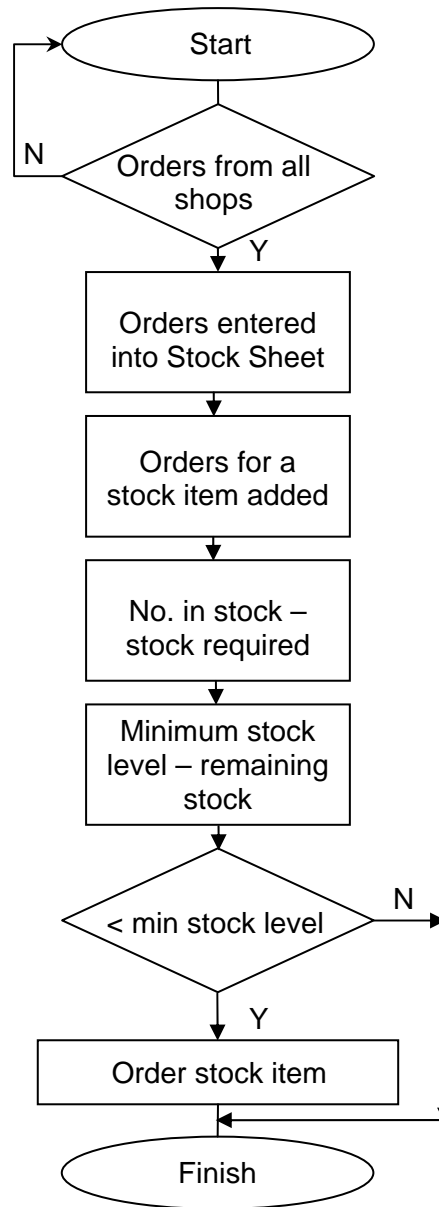 Start
N
Orders from all
shops
Y
Orders entered
into Stock Sheet
Orders for a
stock item added
No. in stock –
stock required
Minimum stock
level – remaining
stock
< min stock level
N
Y
Order stock item
Finish